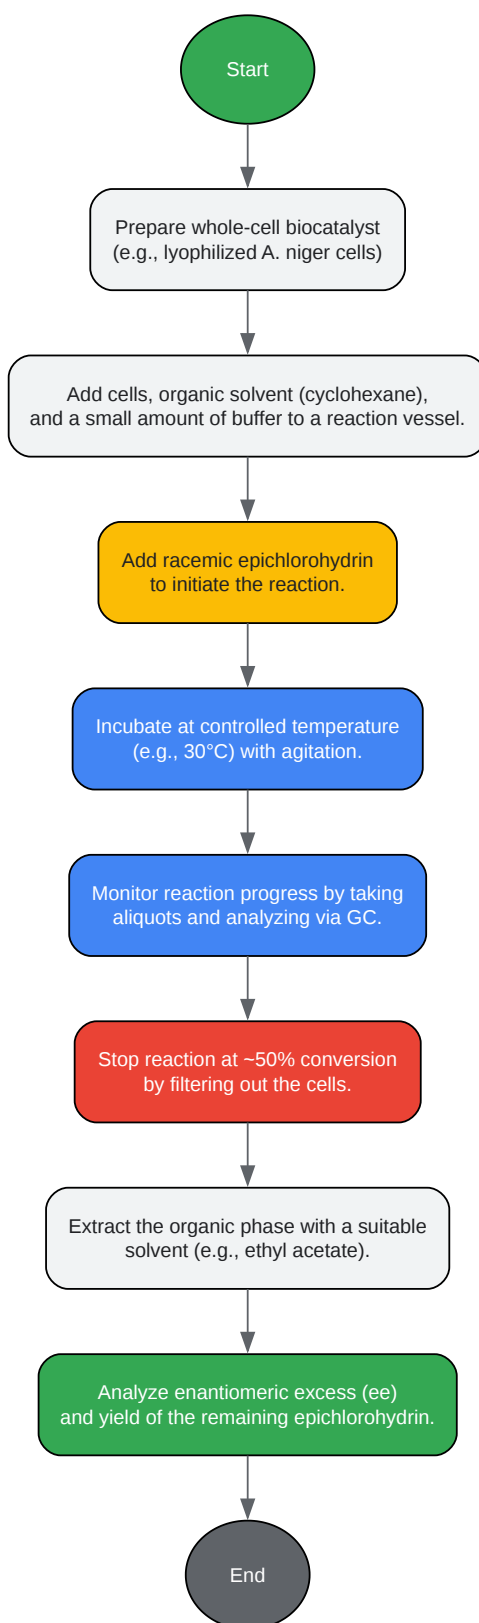 Start
Prepare whole-cell biocatalyst
(e.g., lyophilized A. niger cells)
Add cells, organic solvent (cyclohexane),
and a small amount of buffer to a reaction vessel.
Add racemic epichlorohydrin
to initiate the reaction.
Incubate at controlled temperature
(e.g., 30°C) with agitation.
Monitor reaction progress by taking
aliquots and analyzing via GC.
Stop reaction at ~50% conversion
by filtering out the cells.
Extract the organic phase with a suitable
solvent (e.g., ethyl acetate).
Analyze enantiomeric excess (ee)
and yield of the remaining epichlorohydrin.
End